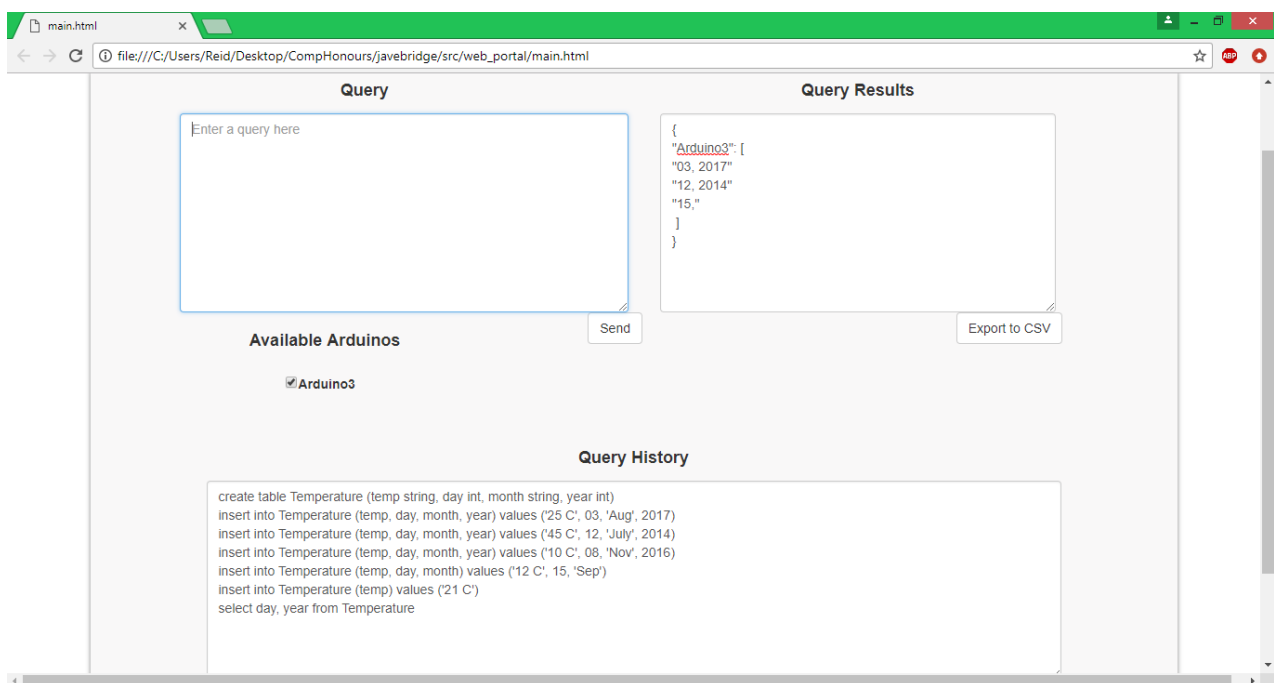 main.html
file:///C:/Users/Reid/Desktop/CompHonours/javebridge/src/web_portal/main.html
ABP
Query
Enter a query here
Send
Query Results
{
"Arduino3": [
"03, 2017"
"12, 2014"
"15,"
]
}
Export to CSV
Available Arduinos
Arduino3
Query History
create table Temperature (temp string, day int, month string, year int)
insert into Temperature (temp, day, month, year) values ('25 C', 03, 'Aug', 2017)
insert into Temperature (temp, day, month, year) values ('45 C', 12, 'July', 2014)
insert into Temperature (temp, day, month, year) values ('10 C', 08, 'Nov', 2016)
insert into Temperature (temp, day, month) values ('12 C', 15, 'Sep')
insert into Temperature (temp) values ('21 C')
select day, year from Temperature